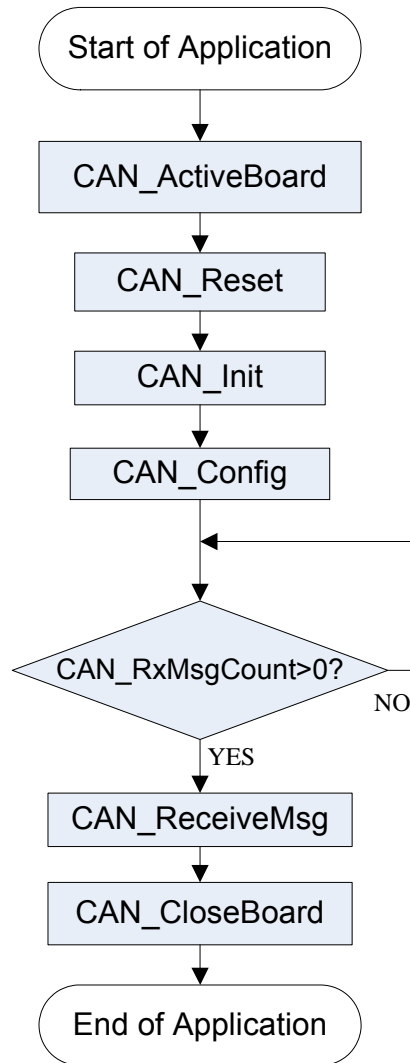 Start of Application
CAN_ActiveBoard
CAN_Reset
CAN_Init
CAN_Config
CAN_RxMsgCount>0?
NO
YES
CAN_ReceiveMsg
CAN_CloseBoard
End of Application